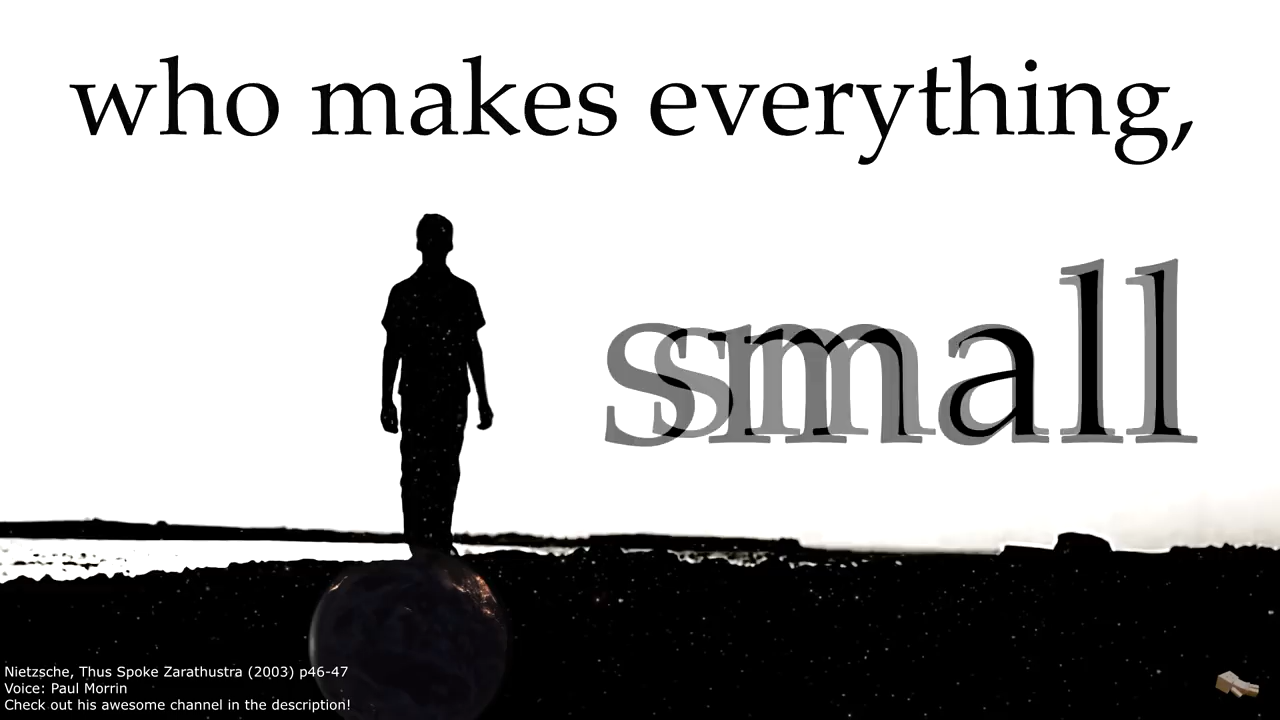 who makes everything,
small
Nietzsche, Thus Spoke Zarathustra (2003) p46-47
Voice: Paul Morrin
Check out his awesome channel in the description!